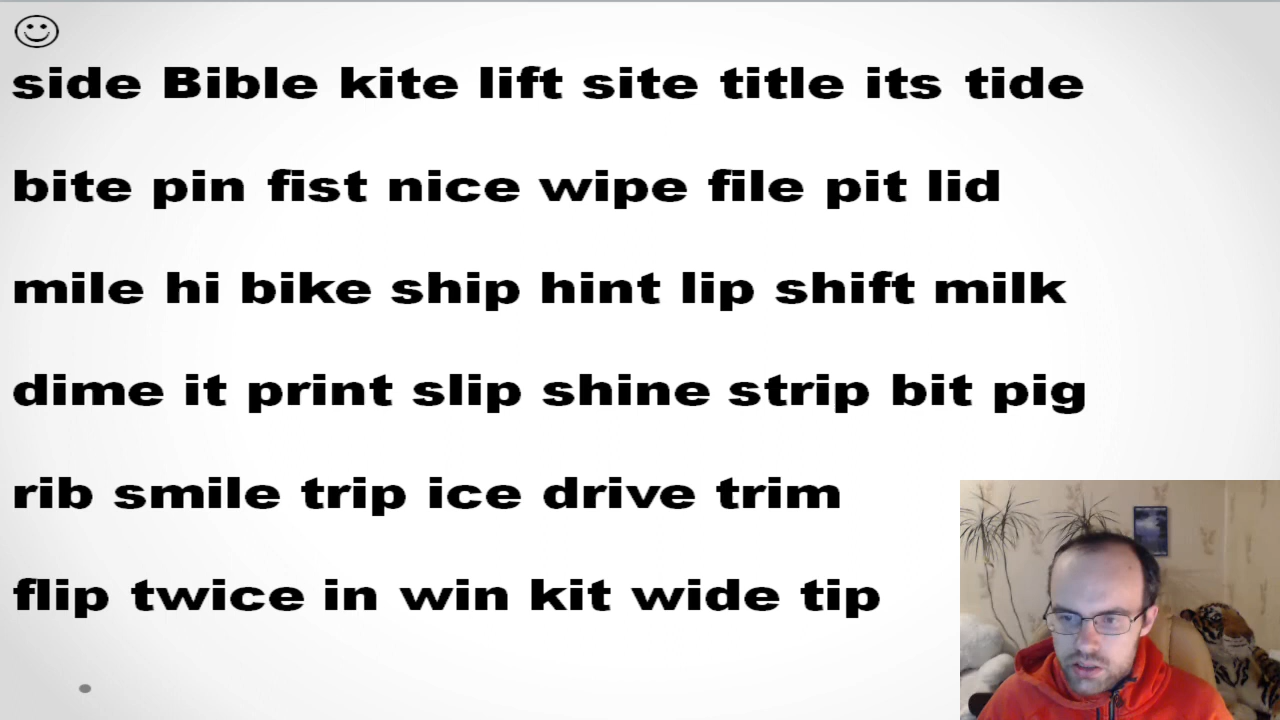 side Bible kite lift site title its tide
bite pin fist nice wipe file pit lid
mile hi bike ship hint lip shift milk
dime it print slip shine strip bit pig
rib smile trip ice drive trim
flip twice in win kit wide tip